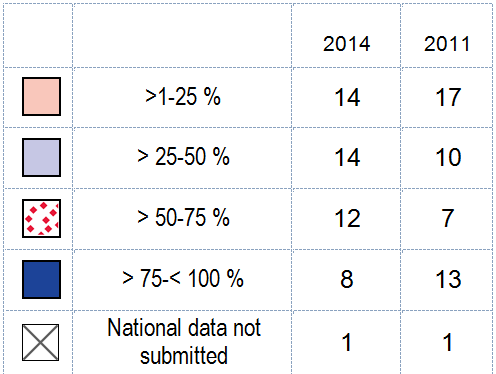 2014 2011
>1-25 % 14 17
> 25-50 % 14 10
> 50-75 % 12 7
> 75-< 100 % 8 13
National data not
submitted 1 1